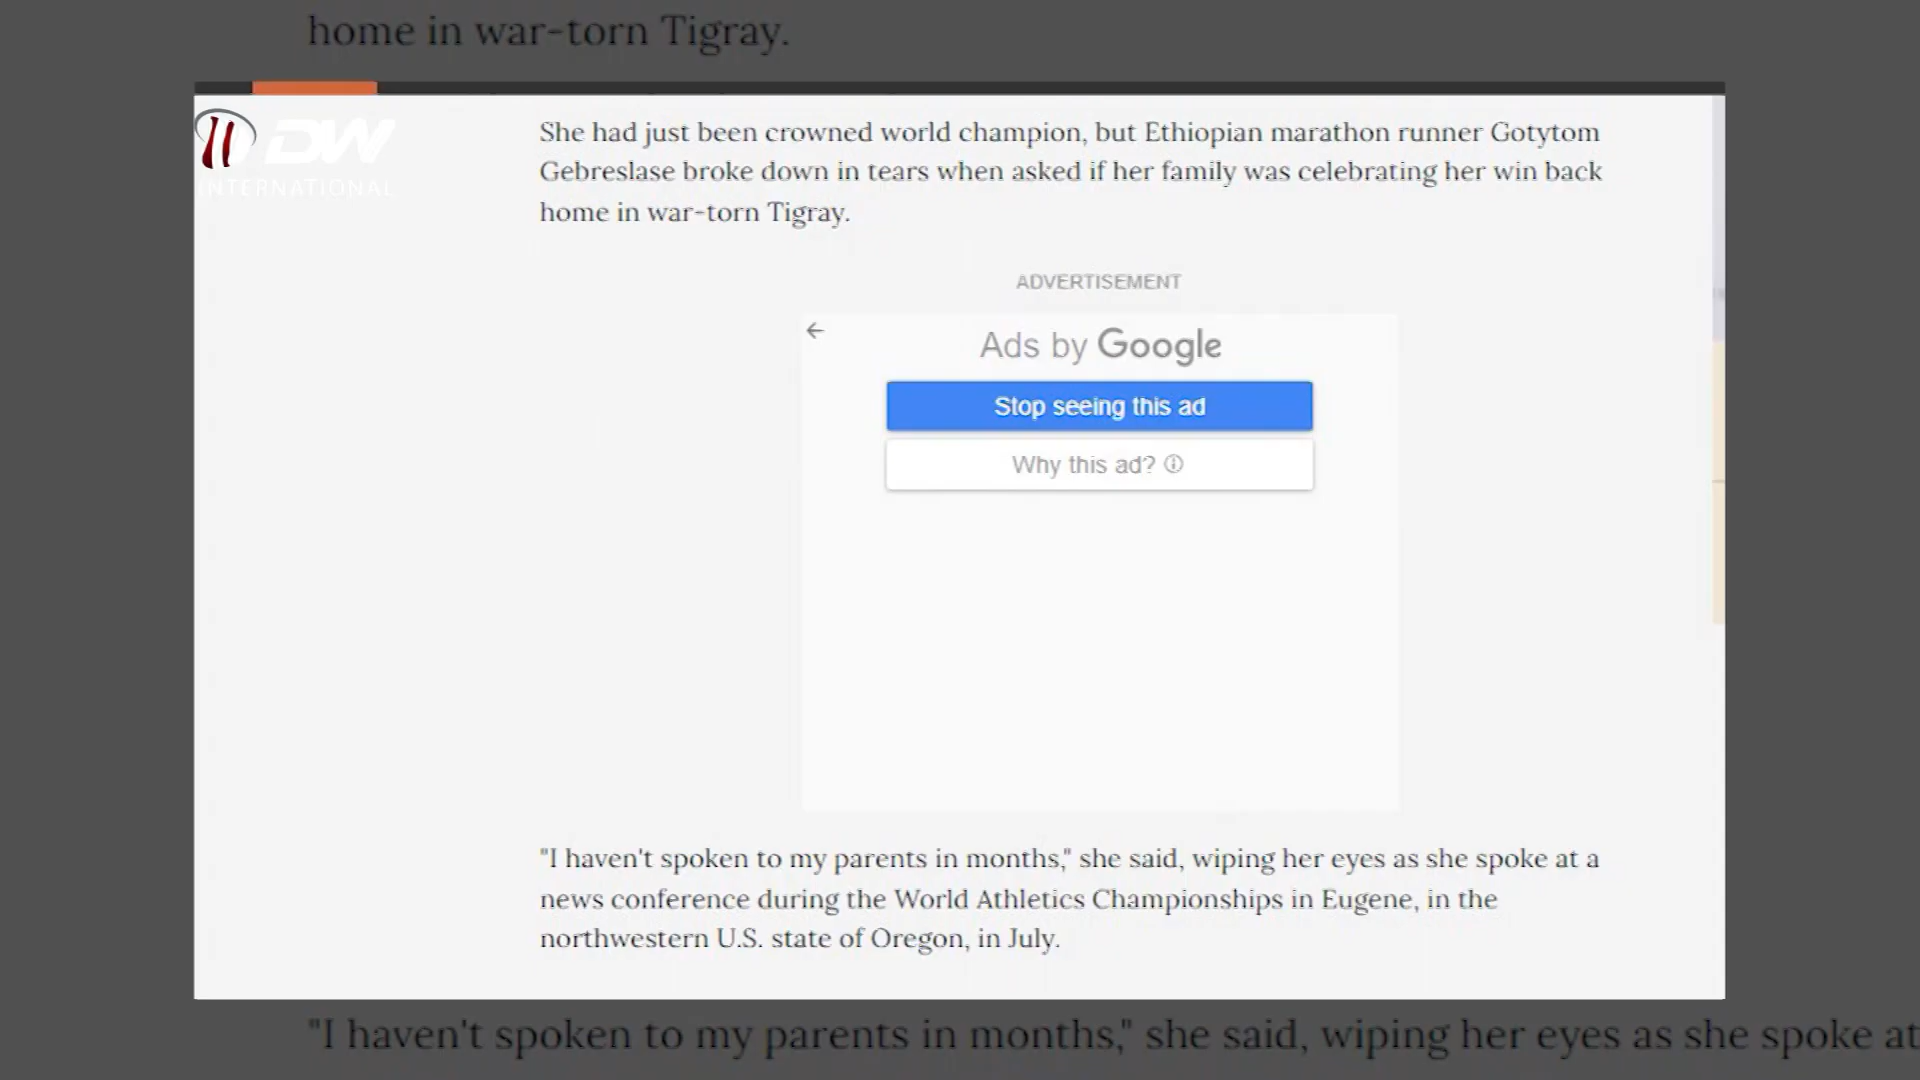 home in war-torn Tigray.
DW
INTERNATIONAL
She had just been crowned world champion, but Ethiopian marathon runner Gotytom
Gebreslase broke down in tears when asked if her family was celebrating her win back
home in war-torn Tigray.
ADVERTISEMENT
Ads by Google
Stop seeing this ad
Why this ad?
"I haven't spoken to my parents in months," she said, wiping her eyes as she spoke at a
news conference during the World Athletics Championships in Eugene, in the
northwestern U.S. state of Oregon, in July.
"I haven't spoken to my parents in months," she said, wiping her eyes as she spoke at